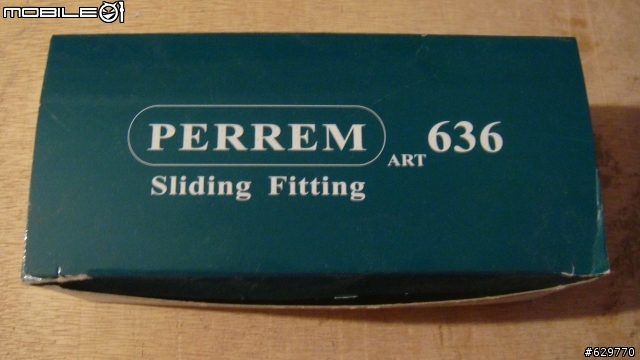 MOBILE01
PERREM
ART 636
Sliding Fitting
#629770